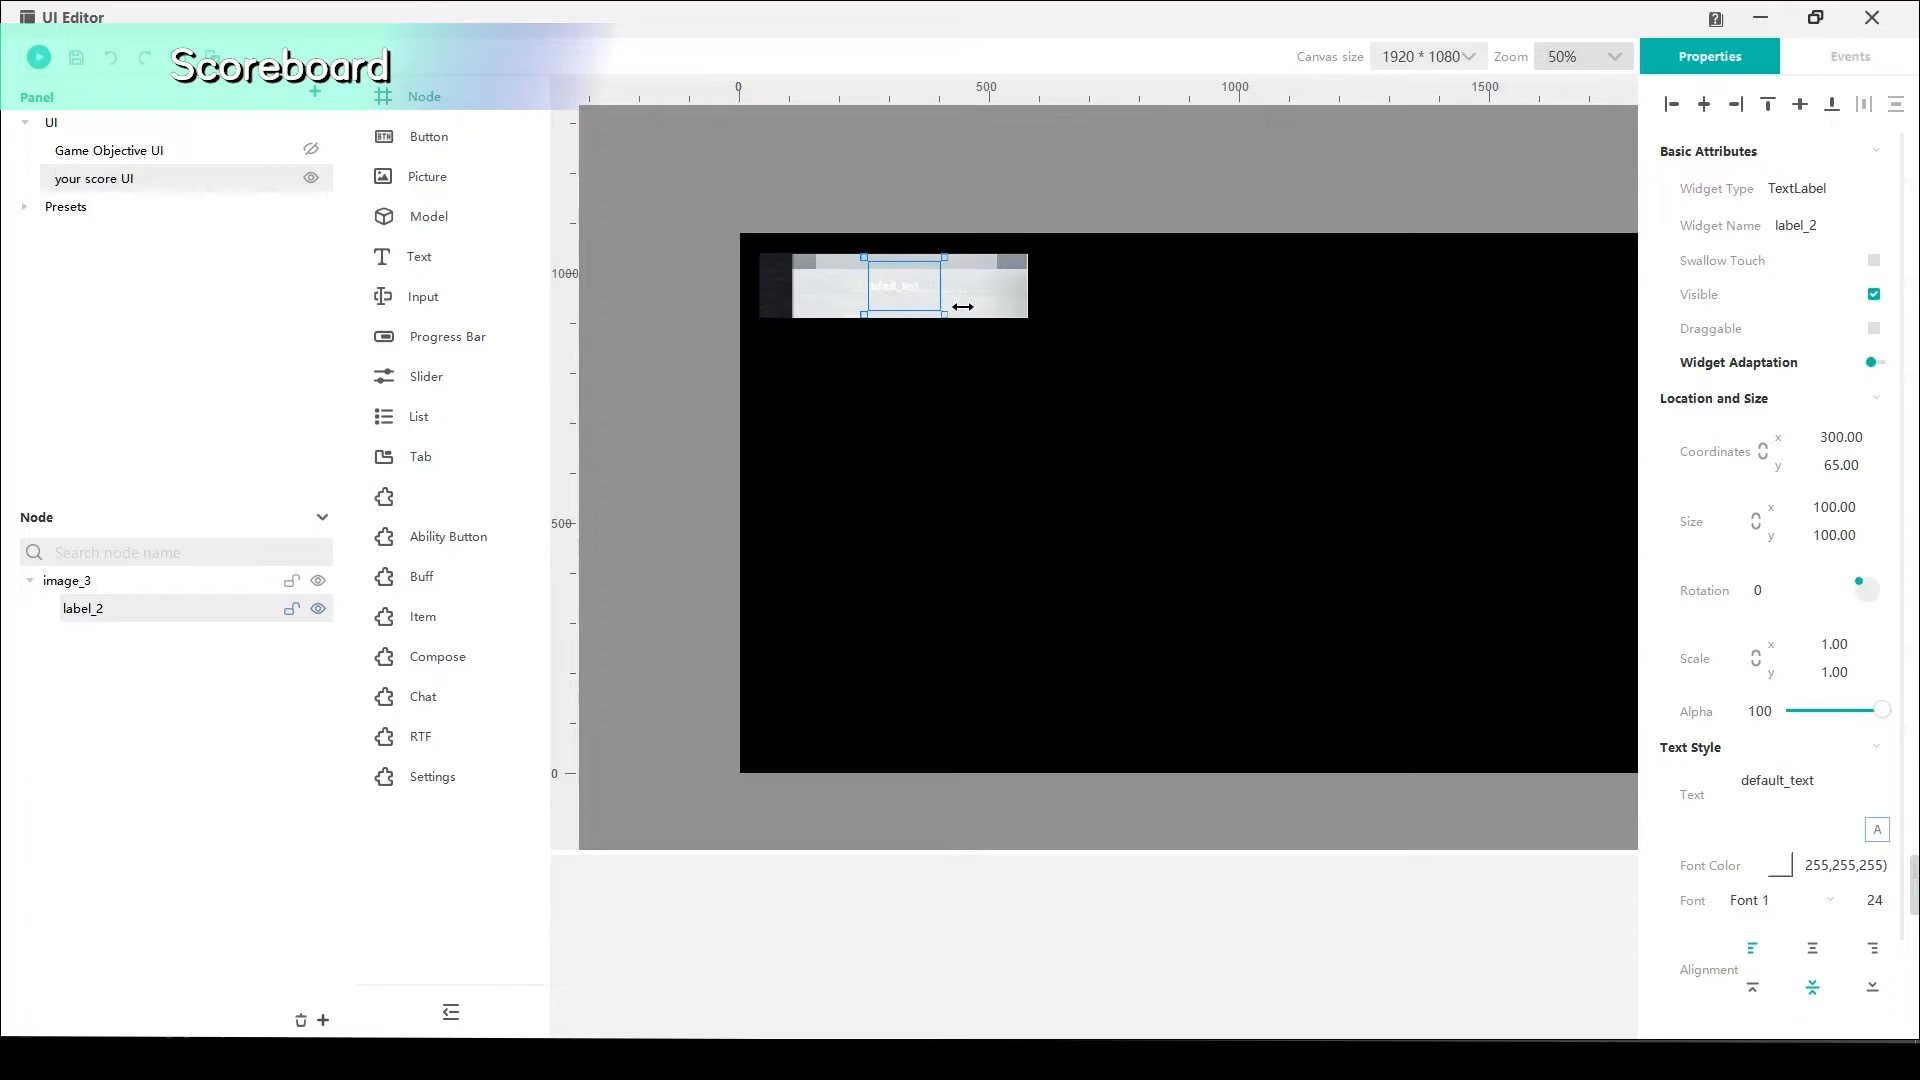 UI Editor
Scoreboard
Canvas size 1920 * 1080 Zoom 50% Properties Events
Panel
UI
Game Objective UI
your score UI
Presets
Node
Search node name
image_3
label_2
Node
BTN Button
Picture
Model
Text
Input
Progress Bar
Slider
List
Tab
Ability Button
Buff
Item
Compose
Chat
RTF
Settings
0 500 1000 1500
1000
500
0
default_text
Basic Attributes
Widget Type TextLabel
Widget Name label_2
Swallow Touch
Visible
Draggable
Widget Adaptation
Location and Size
Coordinates x 300.00
y 65.00
Size x 100.00
y 100.00
Rotation 0
Scale x 1.00
y 1.00
Alpha 100
Text Style
Text default_text
A
Font Color 255,255,255)
Font Font 1 24
Alignment